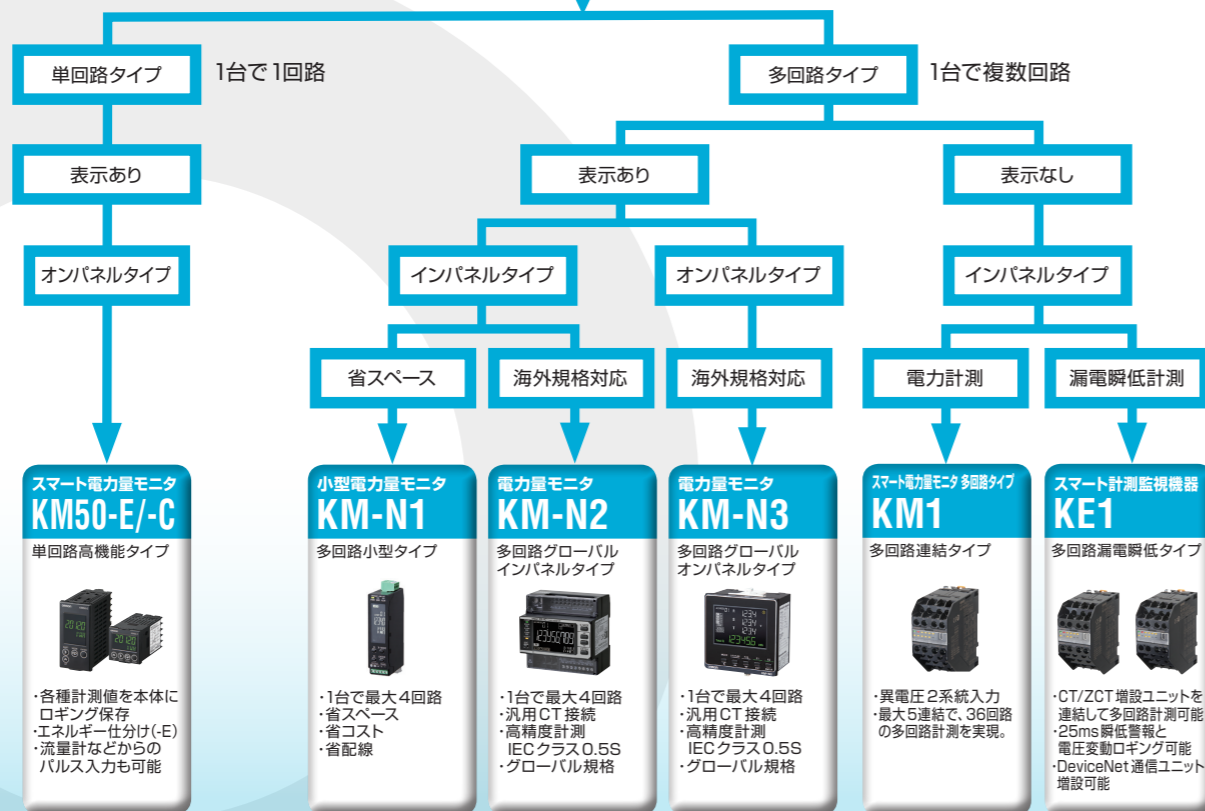 単回路タイプ
1台で1回路
多回路タイプ
1台で複数回路
表示あり
表示あり
表示なし
オンパネルタイプ
インパネルタイプ
オンパネルタイプ
インパネルタイプ
省スペース
海外規格対応
海外規格対応
電力計測
漏電瞬低計測
スマート電力量モニタ
KM50-E/-C
単回路高機能タイプ
・各種計測値を本体に
ロギング保存
・エネルギー仕分け(-E)
・流量計などからの
パルス入力も可能
小型電力量モニタ
KM-N1
多回路小型タイプ
・1台で最大4回路
・省スペース
・省コスト
・省配線
電力量モニタ
KM-N2
多回路グローバル
インパネルタイプ
・1台で最大4回路
・汎用CT接続
・高精度計測
IECクラス0.5S
・グローバル規格
電力量モニタ
KM-N3
多回路グローバル
オンパネルタイプ
・1台で最大4回路
・汎用CT接続
・高精度計測
IECクラス0.5S
・グローバル規格
スマート電力量モニタ 多回路タイプ
KM1
多回路連結タイプ
・異電圧2系統入力
・最大5連結で、36回路
の多回路計測を実現。
スマート計測監視機器
KE1
多回路漏電瞬低タイプ
・CT/ZCT増設ユニットを
連結して多回路計測可能
・25ms瞬低警報と
電圧変動ロギング可能
・DeviceNet通信ユニット
増設可能